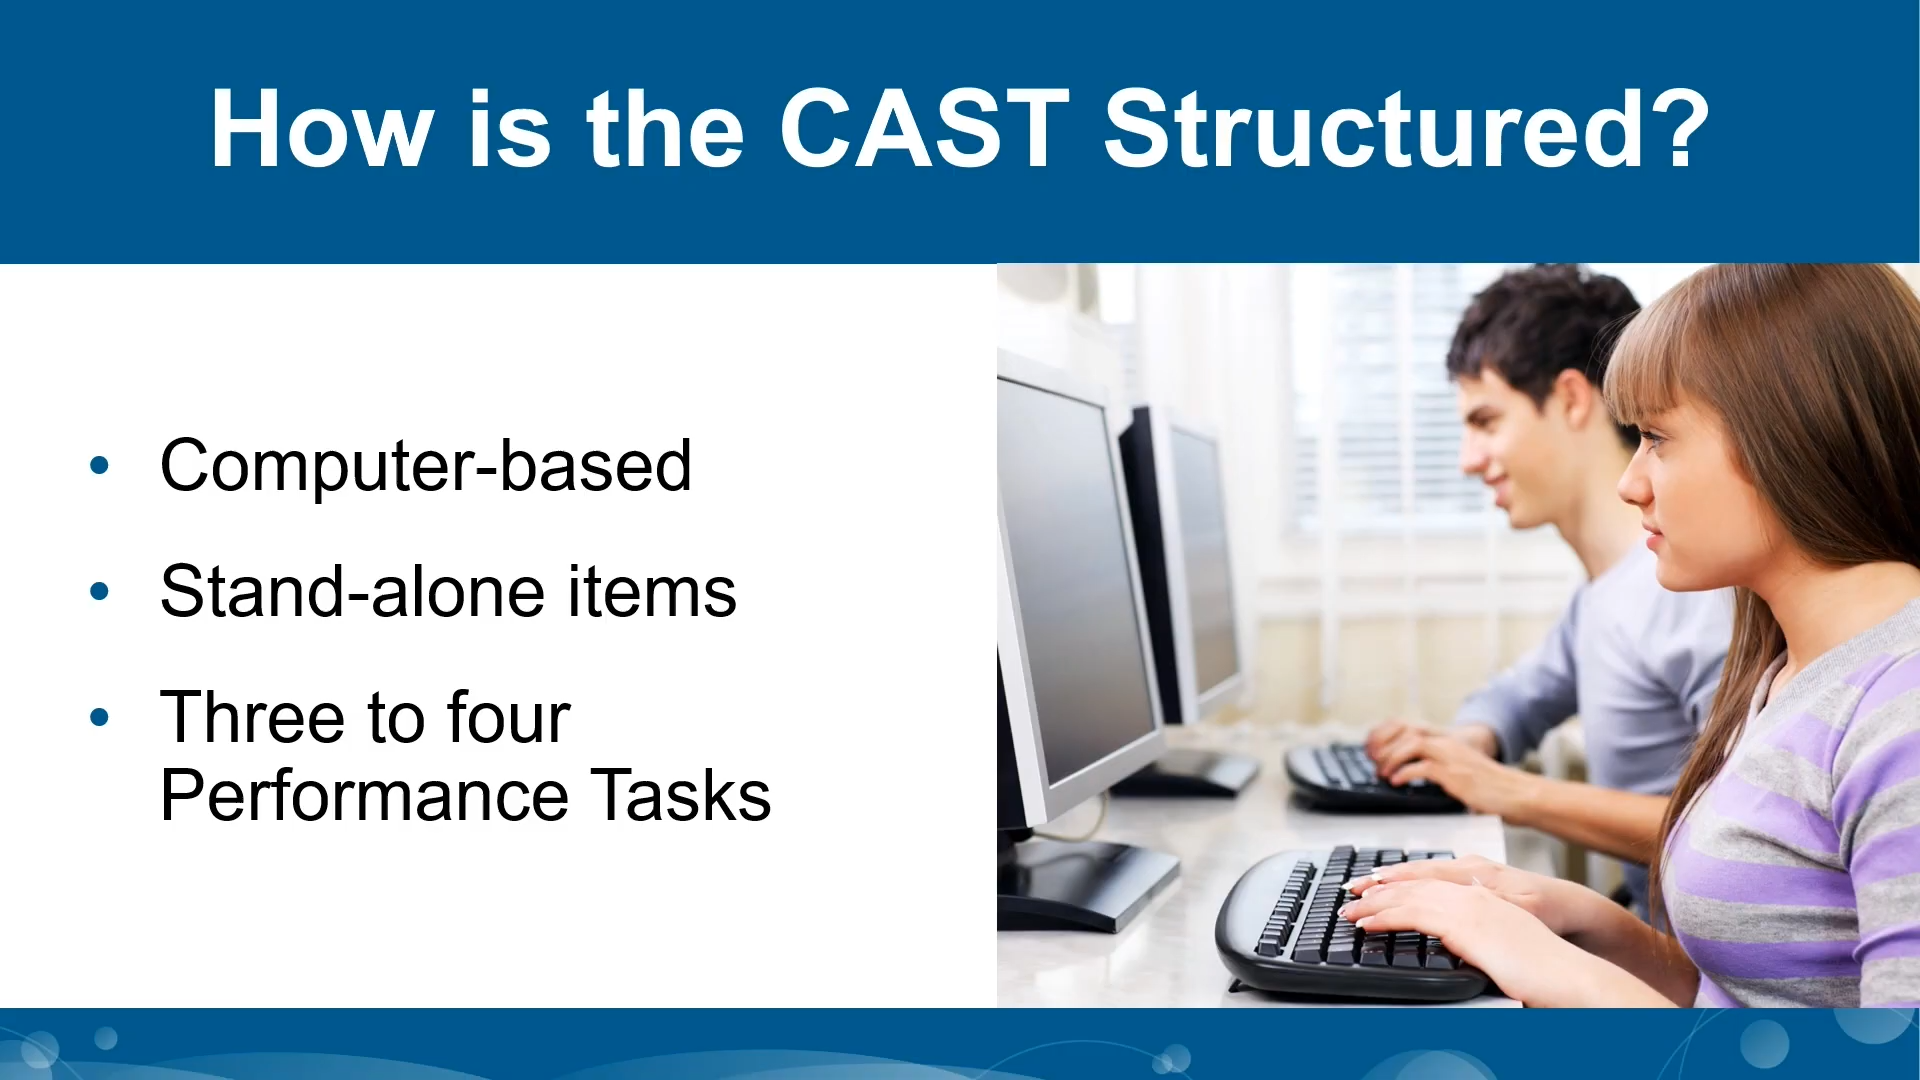 How is the CAST Structured?
• Computer-based
• Stand-alone items
• Three to four
Performance Tasks